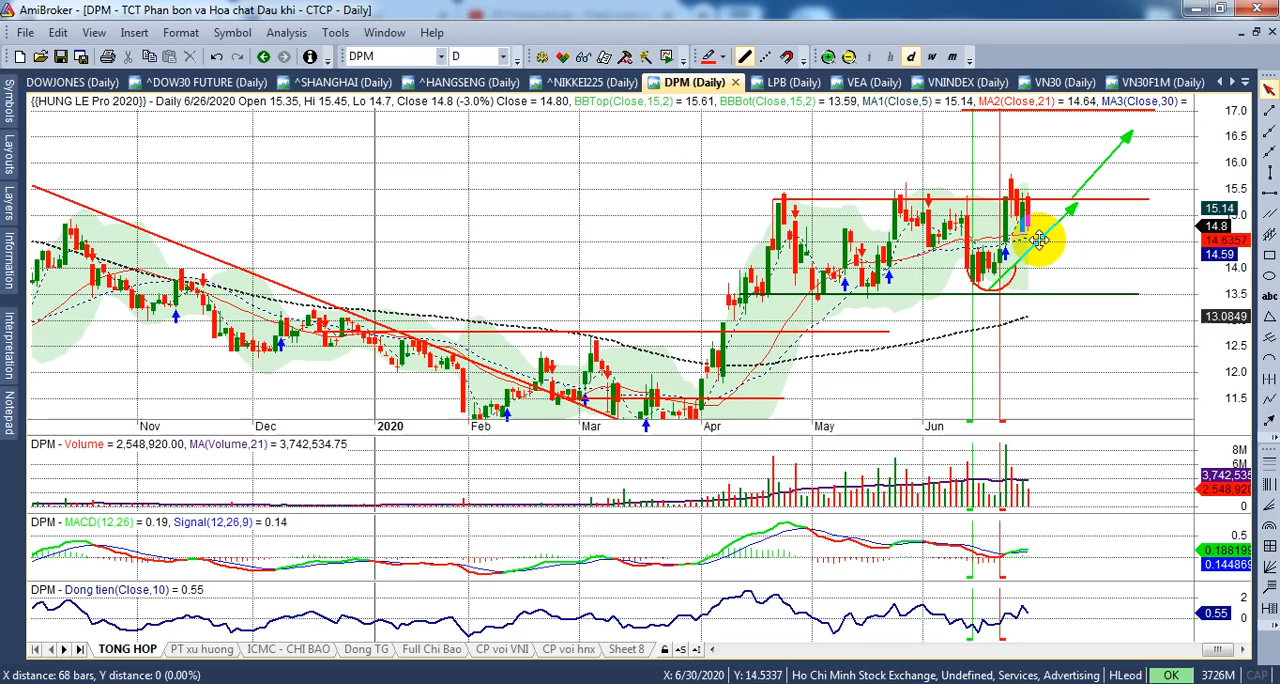 AmiBroker - [DPM - TCT Phan bon va Hoa chat Dau khi - CTCP - Daily]
File Edit View Insert Format Symbol Analysis Tools Window Help
DPM D i h d w m
DOWJONES (Daily) ^DOW30 FUTURE (Daily) ^SHANGHAI (Daily) ^HANGSENG (Daily) ^NIKKEI225 (Daily) DPM (Daily) LPB (Daily) VEA (Daily) VNINDEX (Daily) VN30 (Daily) VN30F1M (Daily)
Symbols
Layouts
Layers
Information
Interpretation
Notepad
{{HUNG LE Pro 2020}} - Daily 6/26/2020 Open 15.35, Hi 15.45, Lo 14.7, Close 14.8 (-3.0%) Close = 14.80, BBTop(Close,15,2) = 15.61, BBBot(Close,15,2) = 13.59, MA1(Close,5) = 15.14, MA2(Close,21) = 14.64, MA3(Close,30) =
17.0
16.5
16.0
15.5
15.14
15.0
14.8
14.6357
14.59
14.0
13.5
13.0849
12.5
12.0
11.5
abc
Nov Dec 2020 Feb Mar Apr May Jun
DPM - Volume = 2,548,920.00, MA(Volume,21) = 3,742,534.75
8M
6M
3,742,535
2,548,920
0
DPM - MACD(12,26) = 0.19, Signal(12,26,9) = 0.14
0.5
0.188199
0.144869
DPM - Dong tien(Close,10) = 0.55
2
0.55
0
TONG HOP PT xu huong ICMC - CHI BAO Dong TG Full Chi Bao CP voi VNI CP voi hnx Sheet 8
X distance: 68 bars, Y distance: 0 (0.00%) X: 6/30/2020 Y: 14.5337 Ho Chi Minh Stock Exchange, Undefined, Services, Advertising HLeod OK 3726M CAP